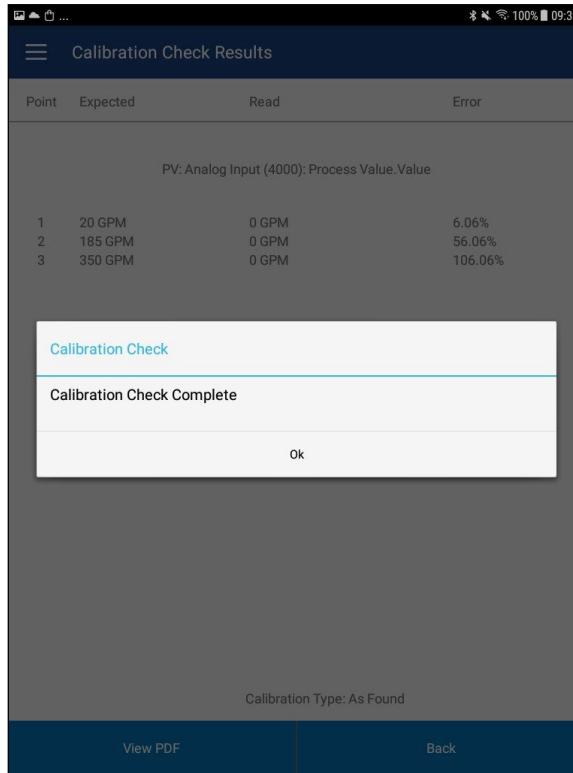 ... 100% 09:3
Calibration Check Results
Point Expected Read Error
PV: Analog Input (4000): Process Value.Value
1 20 GPM 0 GPM 6.06%
2 185 GPM 0 GPM 56.06%
3 350 GPM 0 GPM 106.06%
Calibration Check
Calibration Check Complete
Ok
Calibration Type: As Found
View PDF Back